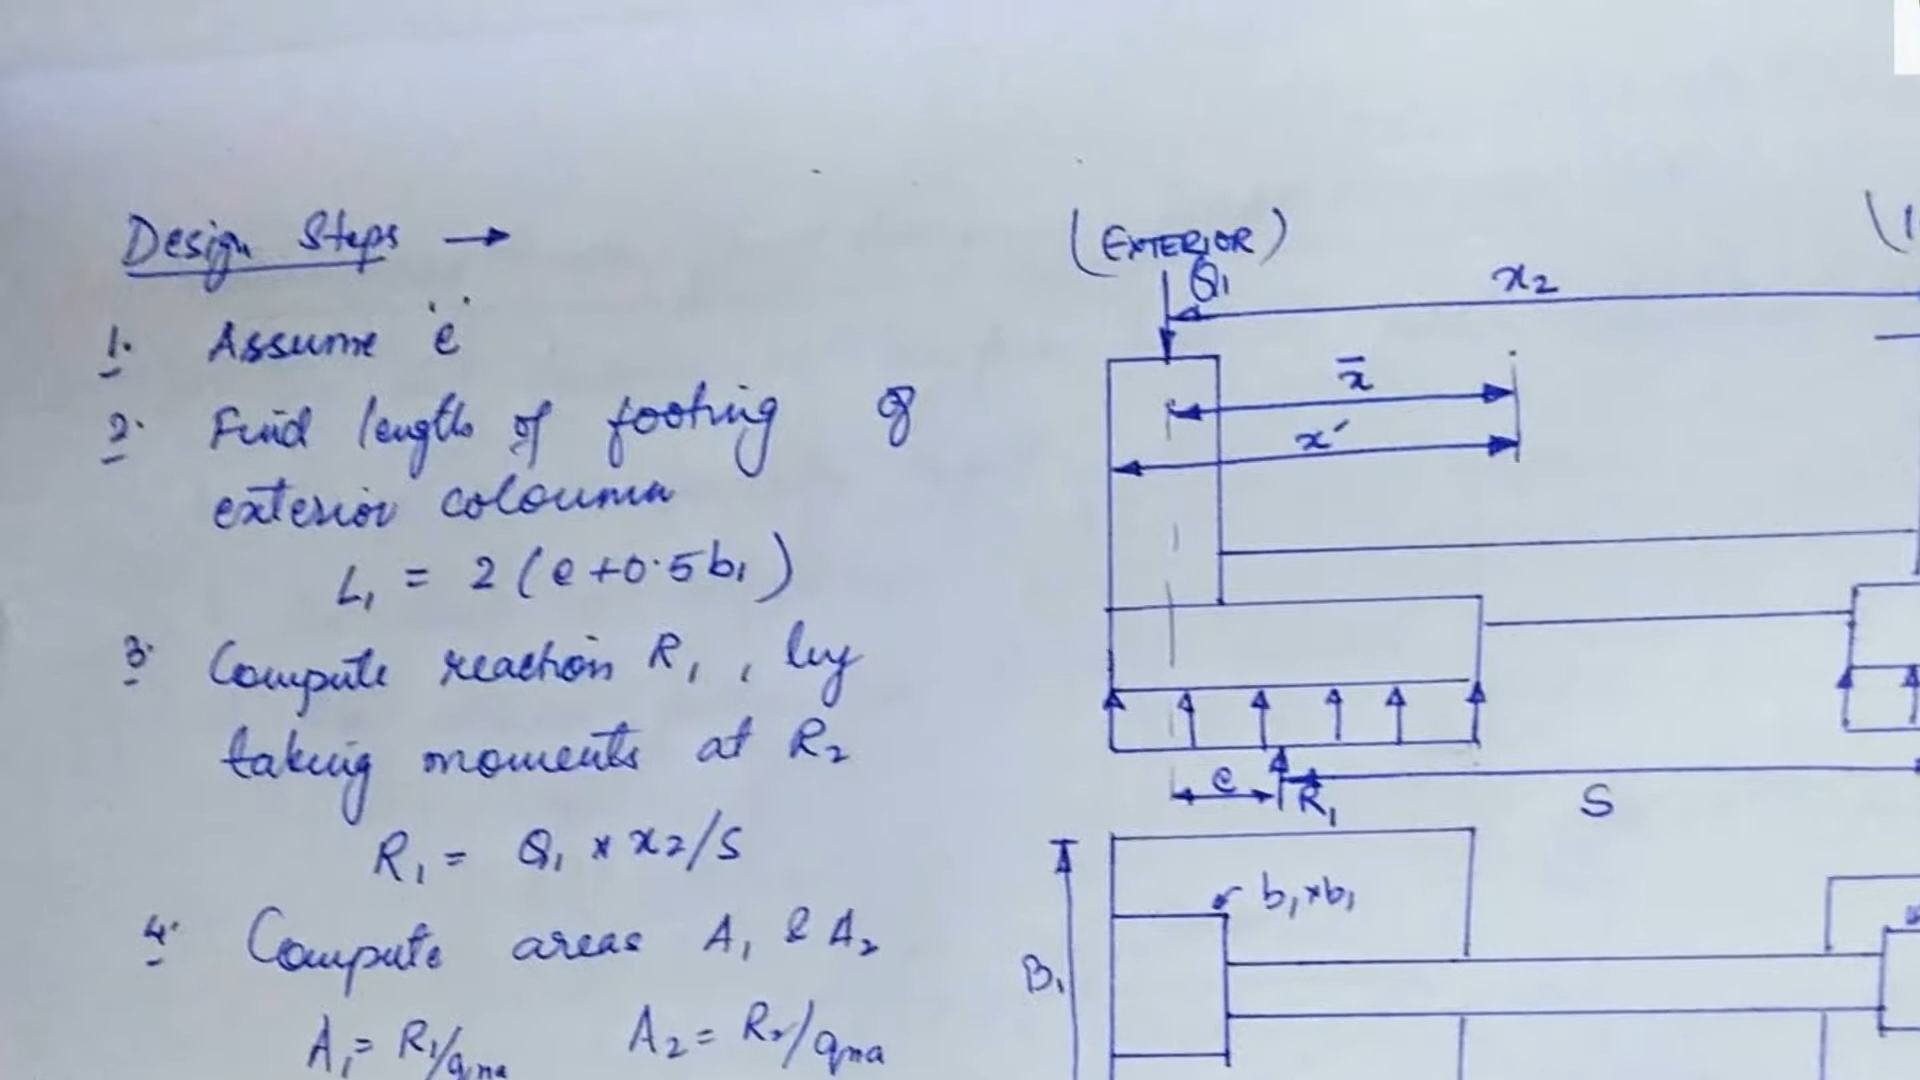 Design Steps →
1. Assume 'e'
2. Find length of footing of
exterior coloumn
L₁ = 2(e+0.5b₁)
3. Compute reaction R₁, by
taking moments at R₂
R₁ = Q₁ × x₂/S
4. Compute areas A₁ & A₂
A₁ = R₁/qna A₂ = R₂/qna
(EXTERIOR)
Q₁
x₂
x̄
x′
e
R₁
S
b₁×b₁
B₁